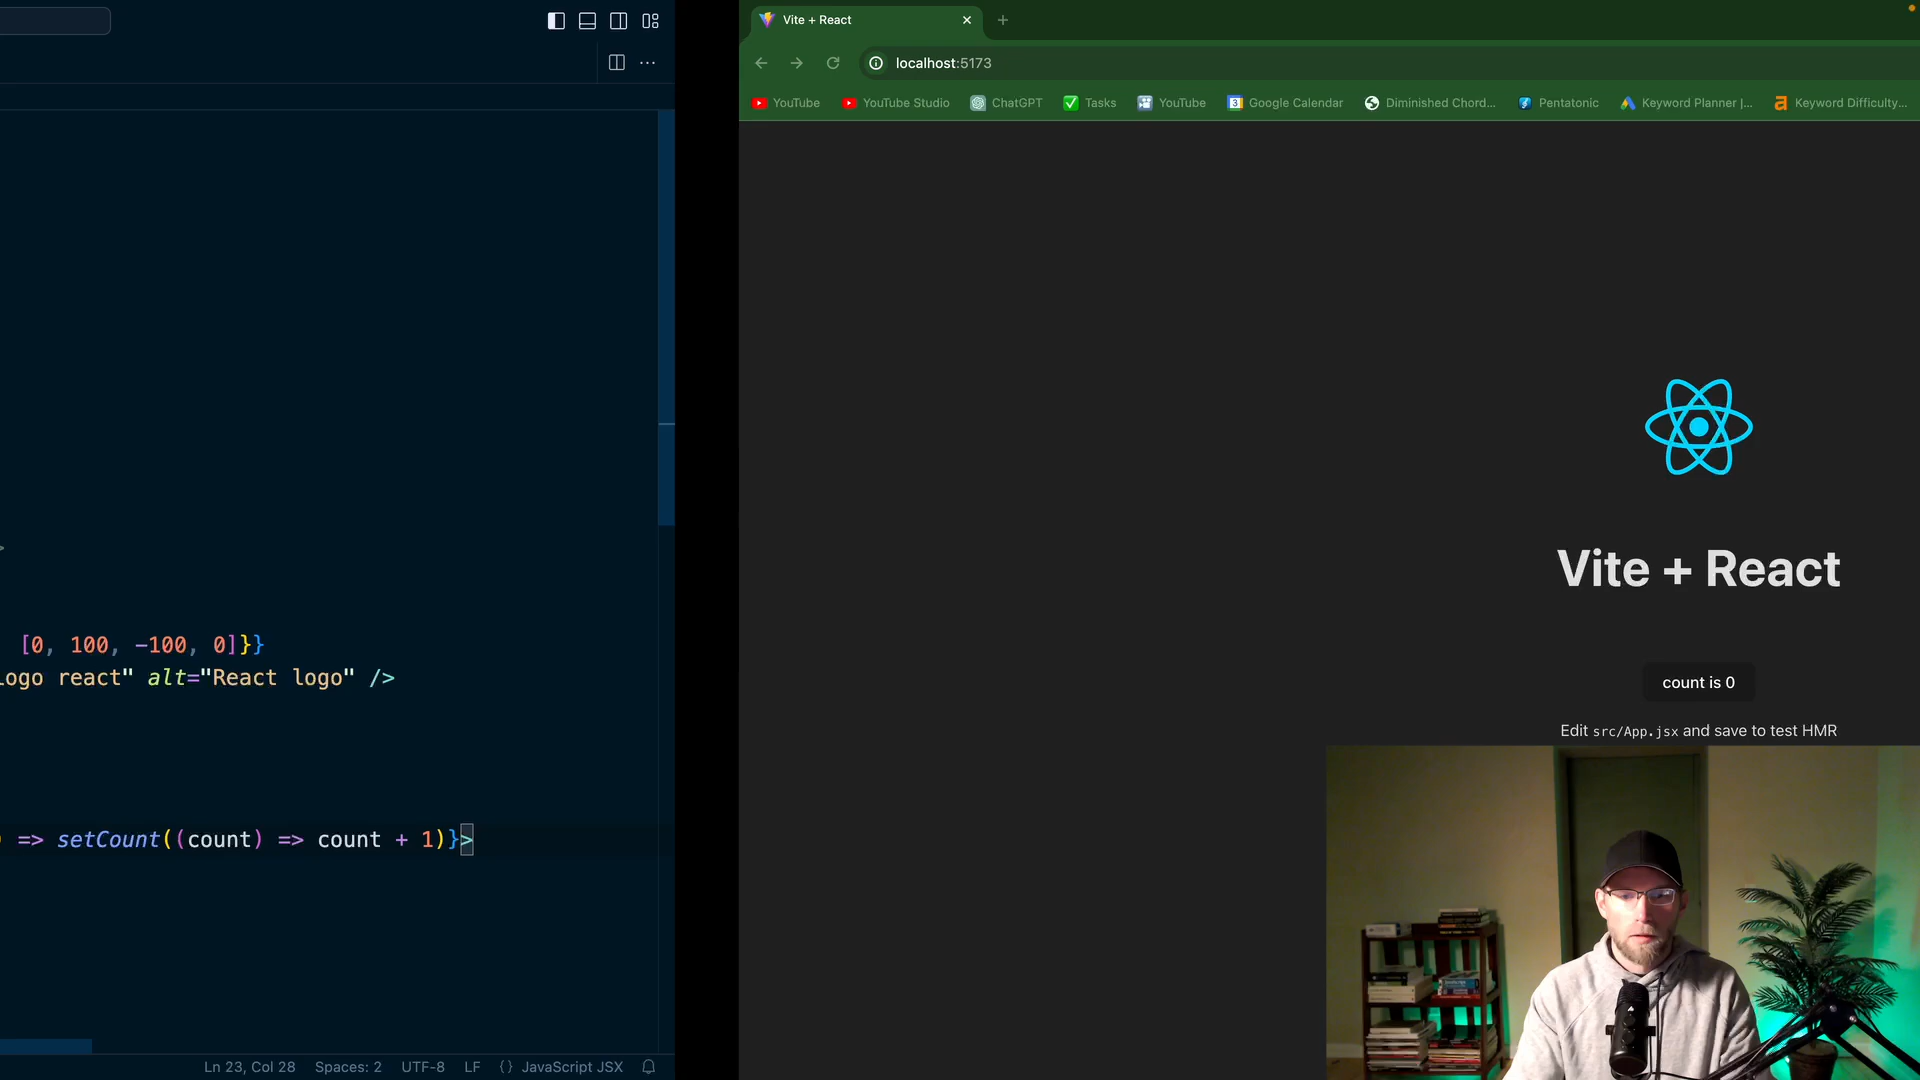 Vite + React
localhost:5173
YouTube YouTube Studio ChatGPT Tasks YouTube Google Calendar Diminished Chord... Pentatonic Keyword Planner |... Keyword Difficulty...
[0, 100, -100, 0]}}
logo react" alt="React logo" />
=> setCount((count) => count + 1)}>
Ln 23, Col 28 Spaces: 2 UTF-8 LF {} JavaScript JSX
Vite + React
count is 0
Edit src/App.jsx and save to test HMR